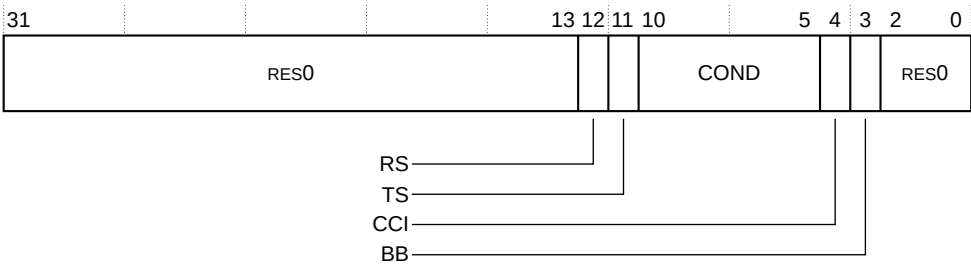 31 13 12 11 10 5 4 3 2 0
RES0 COND RES0
RS
TS
CCI
BB